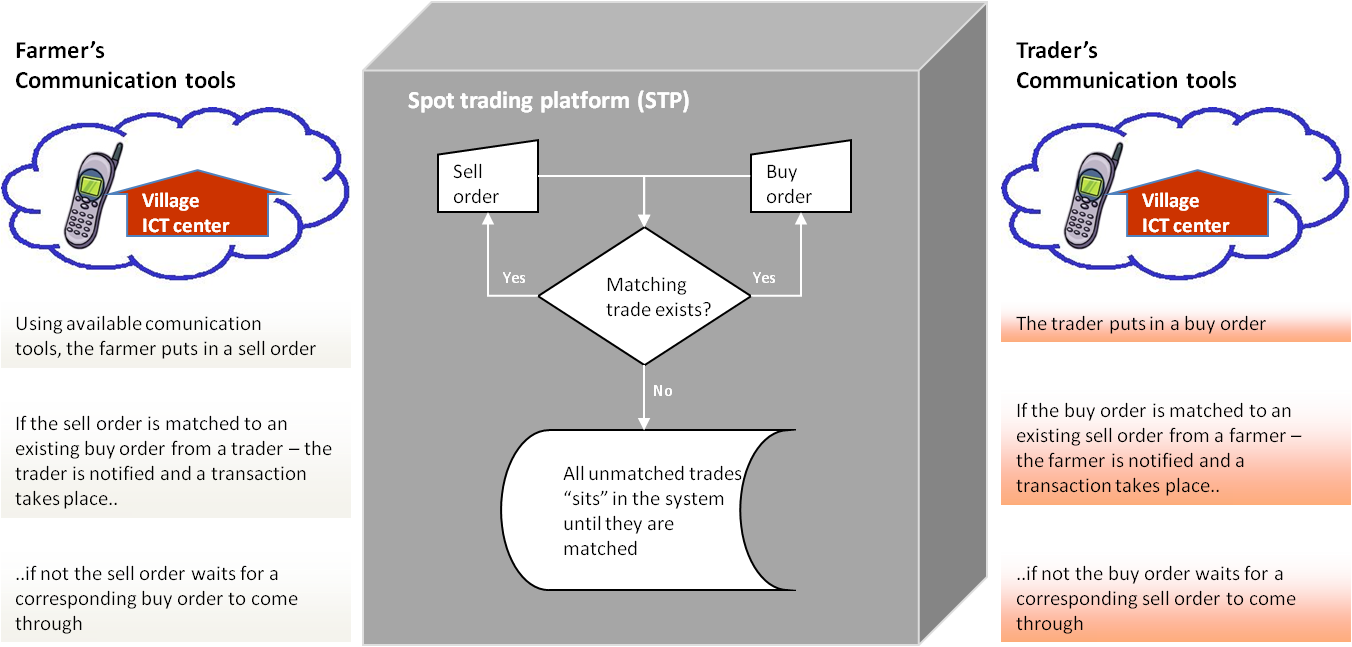 Farmer's
Communication tools
Village
ICT center
Using available comunication
tools, the farmer puts in a sell order
If the sell order is matched to an
existing buy order from a trader – the
trader is notified and a transaction
takes place..
..if not the sell order waits for a
corresponding buy order to come
through
Spot trading platform (STP)
Sell
order
Buy
order
Yes
Yes
Matching
trade exists?
No
All unmatched trades
“sits” in the system
until they are
matched
Trader's
Communication tools
Village
ICT center
The trader puts in a buy order
If the buy order is matched to an
existing sell order from a farmer –
the farmer is notified and a
transaction takes place..
..if not the buy order waits for a
corresponding sell order to come
through